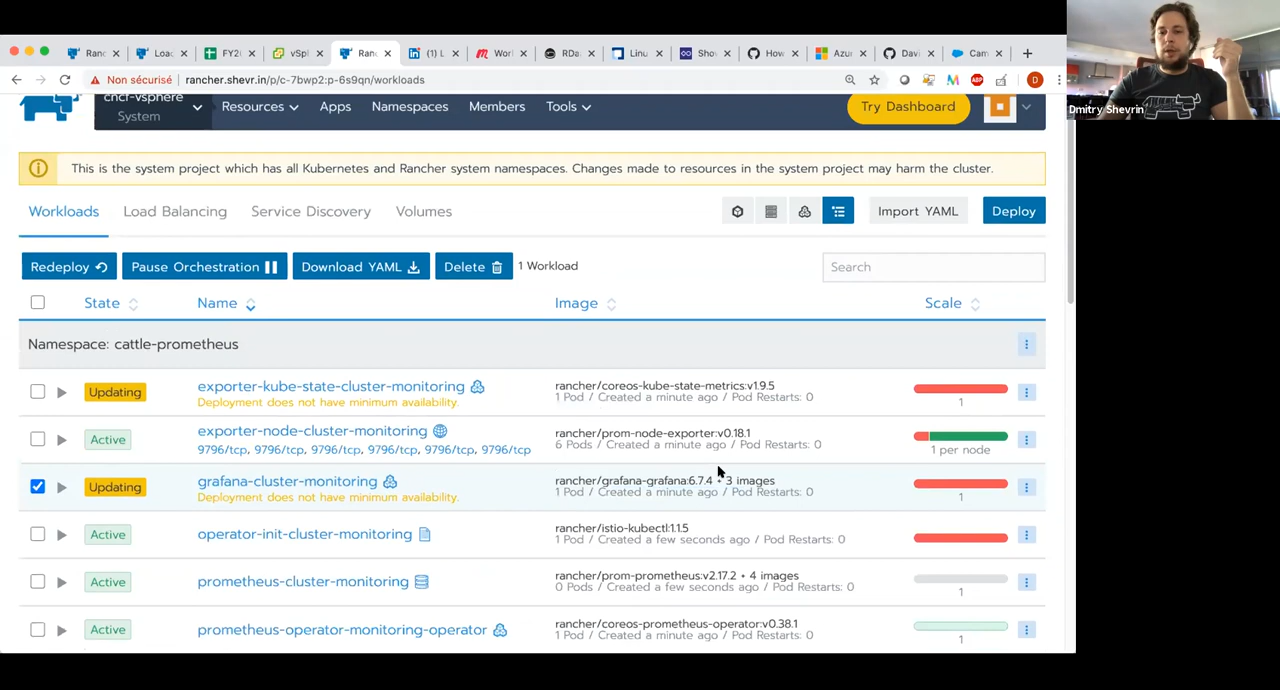 Ranc
Loac
FY2(
vSpl
Ranc
(1) L
Worl
RDa.
Linu
Sho
How
Azur
Davi
Cam
Non sécurisé
rancher.shevr.in/p/c-7bwp2:p-6s9qn/workloads
Dmitry Shevrin
cncf-vsphere
System
Resources
Apps
Namespaces
Members
Tools
Try Dashboard
This is the system project which has all Kubernetes and Rancher system namespaces. Changes made to resources in the system project may harm the cluster.
Workloads
Load Balancing
Service Discovery
Volumes
Import YAML
Deploy
Redeploy
Pause Orchestration
Download YAML
Delete
1 Workload
Search
State
Name
Image
Scale
Namespace: cattle-prometheus
Updating
exporter-kube-state-cluster-monitoring
Deployment does not have minimum availability.
rancher/coreos-kube-state-metrics:v1.9.5
1 Pod / Created a minute ago / Pod Restarts: 0
1
Active
exporter-node-cluster-monitoring
9796/tcp, 9796/tcp, 9796/tcp, 9796/tcp, 9796/tcp, 9796/tcp
rancher/prom-node-exporter:v0.18.1
6 Pods / Created a minute ago / Pod Restarts: 0
1 per node
Updating
grafana-cluster-monitoring
Deployment does not have minimum availability.
rancher/grafana-grafana:6.7.4 + 3 images
1 Pod / Created a minute ago / Pod Restarts: 0
1
Active
operator-init-cluster-monitoring
rancher/istio-kubectl:1.1.5
1 Pod / Created a few seconds ago / Pod Restarts: 0
Active
prometheus-cluster-monitoring
rancher/prom-prometheus:v2.17.2 + 4 images
0 Pods / Created a few seconds ago / Pod Restarts: 0
1
Active
prometheus-operator-monitoring-operator
rancher/coreos-prometheus-operator:v0.38.1
1 Pod / Created a minute ago / Pod Restarts: 0
1